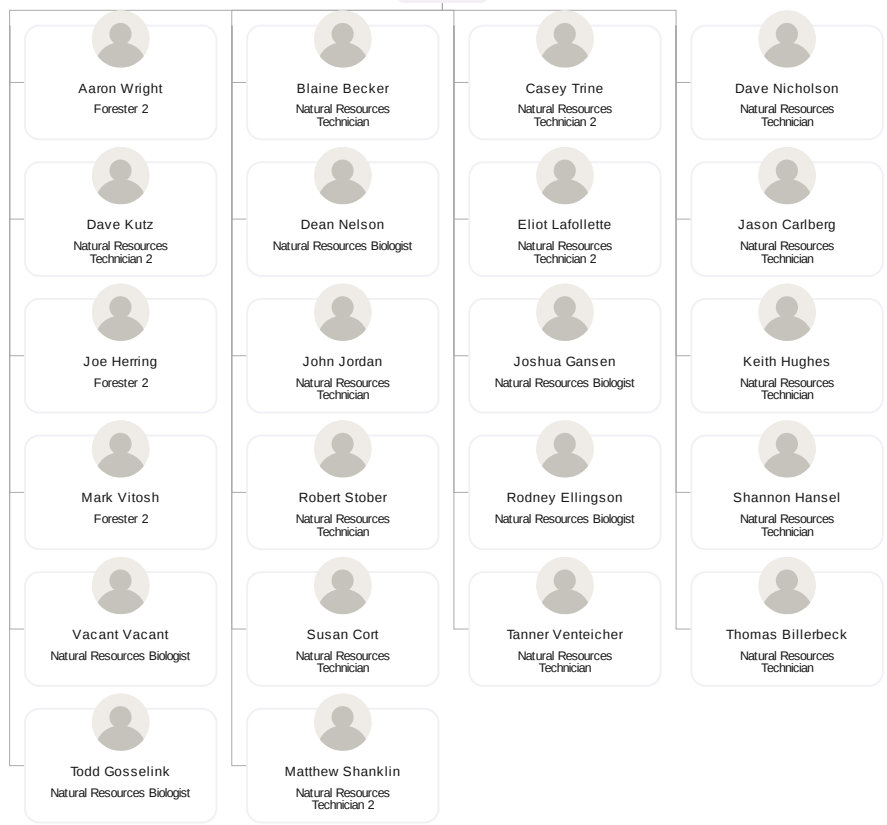 Aaron Wright
Forester 2
Blaine Becker
Natural Resources
Technician
Casey Trine
Natural Resources
Technician 2
Dave Nicholson
Natural Resources
Technician
Dave Kutz
Natural Resources
Technician 2
Dean Nelson
Natural Resources Biologist
Eliot Lafollette
Natural Resources
Technician 2
Jason Carlberg
Natural Resources
Technician
Joe Herring
Forester 2
John Jordan
Natural Resources
Technician
Joshua Gansen
Natural Resources Biologist
Keith Hughes
Natural Resources
Technician
Mark Vitosh
Forester 2
Robert Stober
Natural Resources
Technician
Rodney Ellingson
Natural Resources Biologist
Shannon Hansel
Natural Resources
Technician
Vacant Vacant
Natural Resources Biologist
Susan Cort
Natural Resources
Technician
Tanner Venteicher
Natural Resources
Technician
Thomas Billerbeck
Natural Resources
Technician
Todd Gosselink
Natural Resources Biologist
Matthew Shanklin
Natural Resources
Technician 2